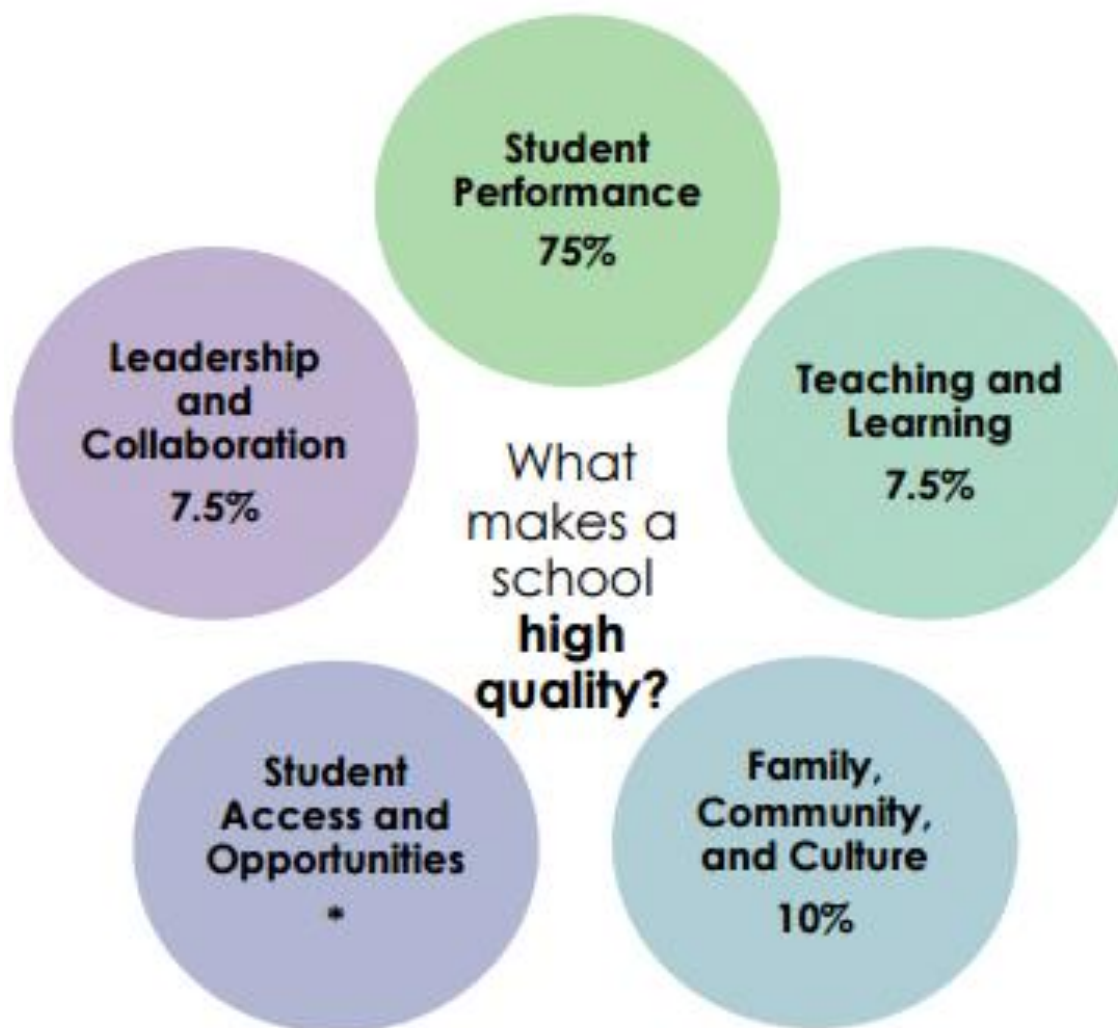 Student
Performance
75%
Teaching and
Learning
7.5%
Family,
Community,
and Culture
10%
Student
Access and
Opportunities
*
Leadership
and
Collaboration
7.5%
What
makes a
school
high
quality?